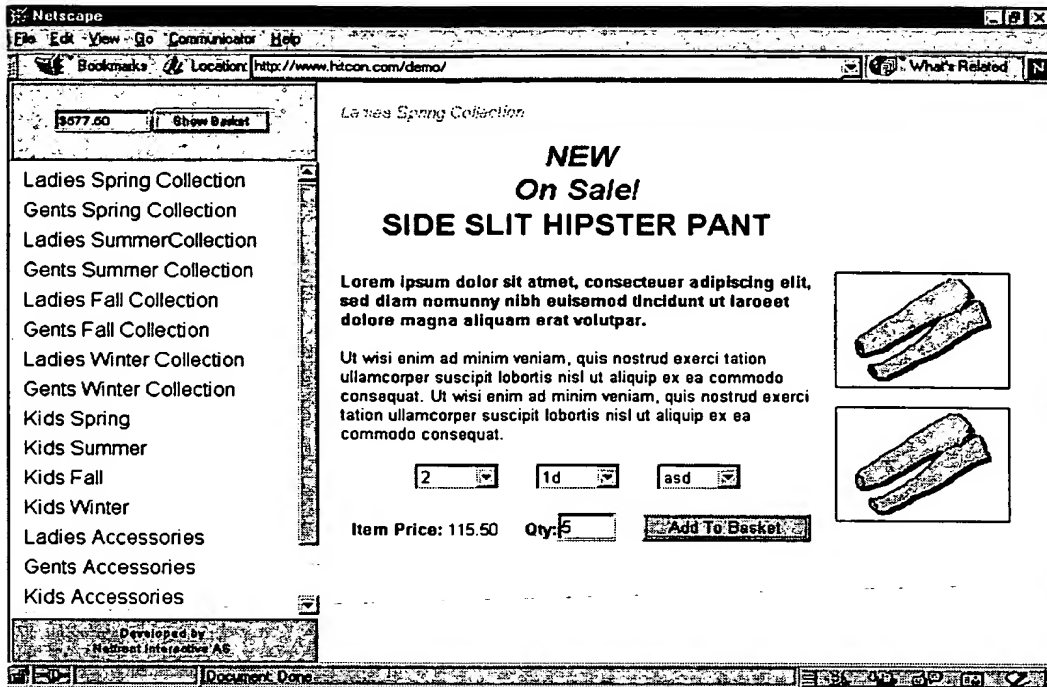 Netscape
File Edit View Go Communicator Help
Bookmarks Location: http://www.hitcon.com/demo/ What's Related N
$577.50 Show Basket
Ladies Spring Collection
Gents Spring Collection
Ladies SummerCollection
Gents Summer Collection
Ladies Fall Collection
Gents Fall Collection
Ladies Winter Collection
Gents Winter Collection
Kids Spring
Kids Summer
Kids Fall
Kids Winter
Ladies Accessories
Gents Accessories
Kids Accessories
Developed by
Interactive AS
Ladies Spring Collection
NEW
On Sale!
SIDE SLIT HIPSTER PANT
Lorem ipsum dolor sit atmet, consecteuer adipiscing elit,
sed diam nomunny nibh euisemod tincidunt ut laroeet
dolore magna aliquam erat volutpar.
Ut wisi enim ad minim veniam, quis nostrud exerci tation
ullamcorper suscipit lobortis nisl ut aliquip ex ea commodo
consequat. Ut wisi enim ad minim veniam, quis nostrud exerci
tation ullamcorper suscipit lobortis nisl ut aliquip ex ea
commodo consequat.
2 1d asd
Item Price: 115.50 Qty: 5 Add To Basket
Document: Done